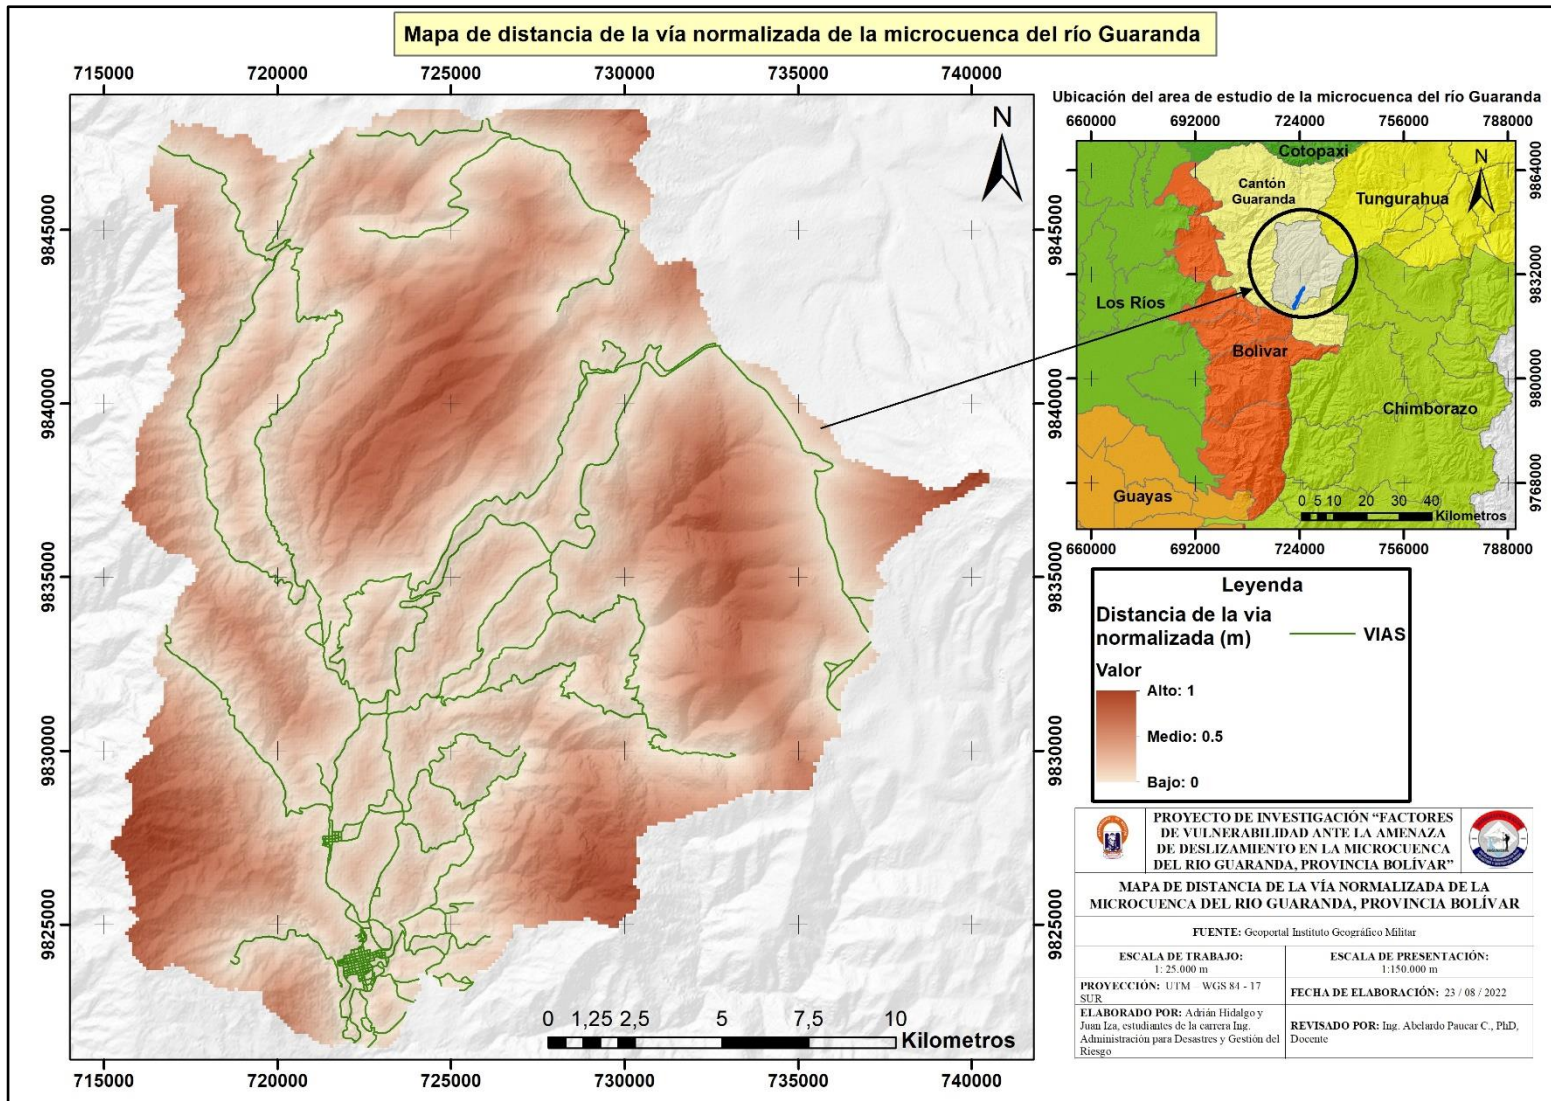 Mapa de distancia de la vía normalizada de la microcuenca del río Guaranda
715000 720000 725000 730000 735000 740000
9845000
9840000
9835000
9830000
9825000
N
9845000
9840000
9835000
9830000
9825000
0 1,25 2,5 5 7,5 10
Kilometros
715000 720000 725000 730000 735000 740000
Ubicación del area de estudio de la microcuenca del río Guaranda
660000 692000 724000 756000 788000
Cotopaxi
N
Cantón
Guaranda
Tungurahua
Los Ríos
Bolivar
Chimborazo
Guayas
9864000
9832000
9800000
9768000
0 5 10 20 30 40
Kilometros
660000 692000 724000 756000 788000
Leyenda
Distancia de la via
normalizada (m)
VIAS
Valor
Alto: 1
Medio: 0.5
Bajo: 0
PROYECTO DE INVESTIGACIÓN “FACTORES
DE VULNERABILIDAD ANTE LA AMENAZA
DE DESLIZAMIENTO EN LA MICROCUENCA
DEL RIO GUARANDA, PROVINCIA BOLÍVAR”
MAPA DE DISTANCIA DE LA VÍA NORMALIZADA DE LA
MICROCUENCA DEL RIO GUARANDA, PROVINCIA BOLÍVAR
FUENTE: Geoportal Instituto Geográfico Militar
ESCALA DE TRABAJO:
1: 25.000 m
ESCALA DE PRESENTACIÓN:
1:150.000 m
PROYECCIÓN: UTM – WGS 84 - 17
SUR
FECHA DE ELABORACIÓN: 23 / 08 / 2022
ELABORADO POR: Adrián Hidalgo y
Juan Iza, estudiantes de la carrera Ing.
Administración para Desastres y Gestión del
Riesgo
REVISADO POR: Ing. Abelardo Paucar C., PhD,
Docente